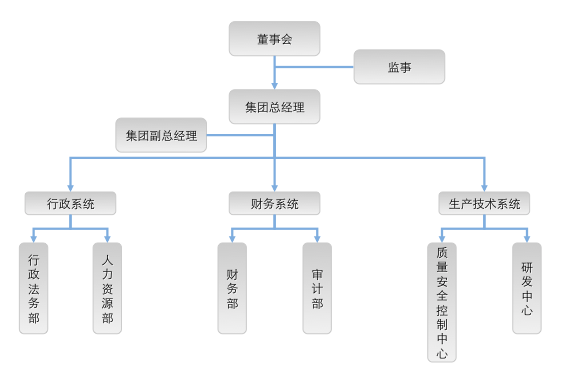 董事会
监事
集团总经理
集团副总经理
行政系统
财务系统
生产技术系统
行政法务部
人力资源部
财务部
审计部
质量安全控制中心
研发中心